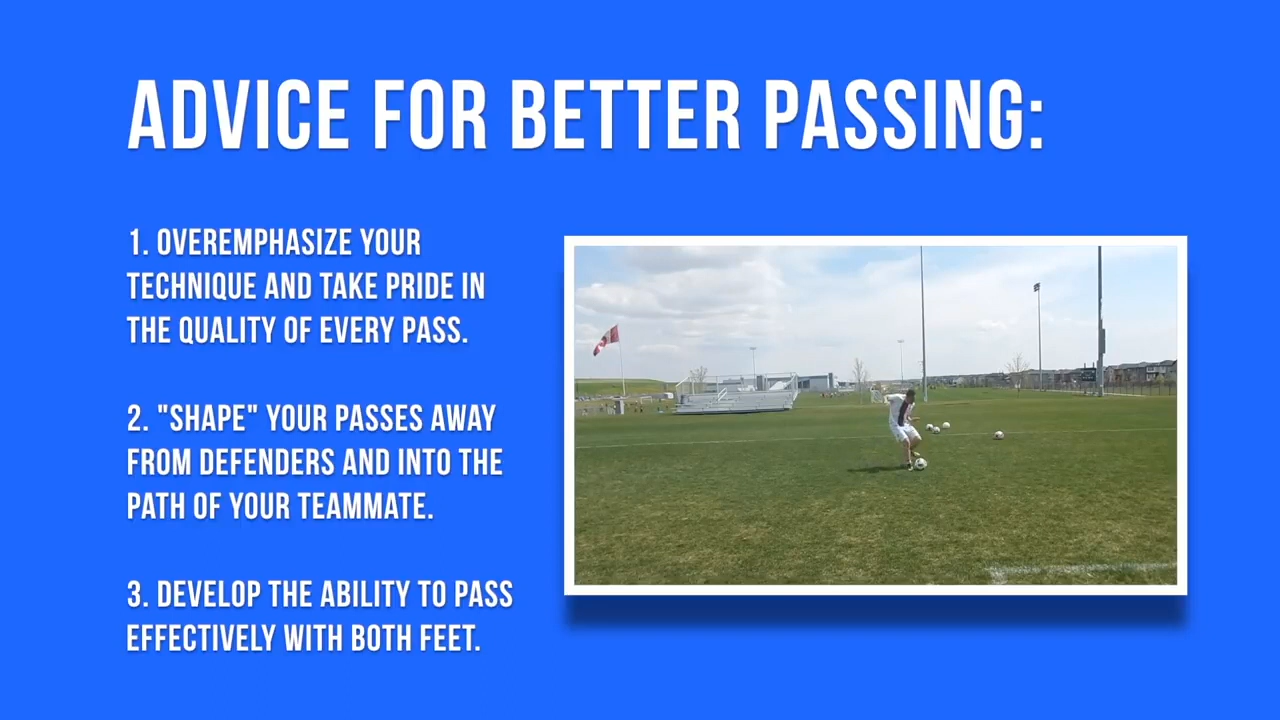 ADVICE FOR BETTER PASSING:
1. OVEREMPHASIZE YOUR
TECHNIQUE AND TAKE PRIDE IN
THE QUALITY OF EVERY PASS.
2. "SHAPE" YOUR PASSES AWAY
FROM DEFENDERS AND INTO THE
PATH OF YOUR TEAMMATE.
3. DEVELOP THE ABILITY TO PASS
EFFECTIVELY WITH BOTH FEET.